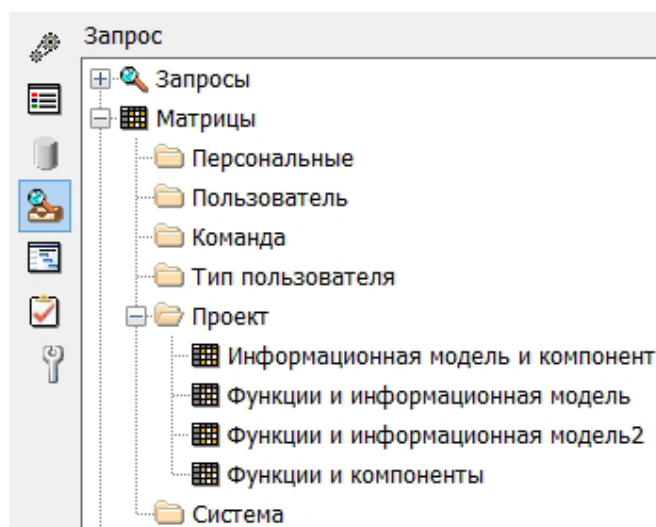 Запрос
Запросы
Матрицы
Персональные
Пользователь
Команда
Тип пользователя
Проект
Информационная модель и компонент
Функции и информационная модель
Функции и информационная модель2
Функции и компоненты
Система